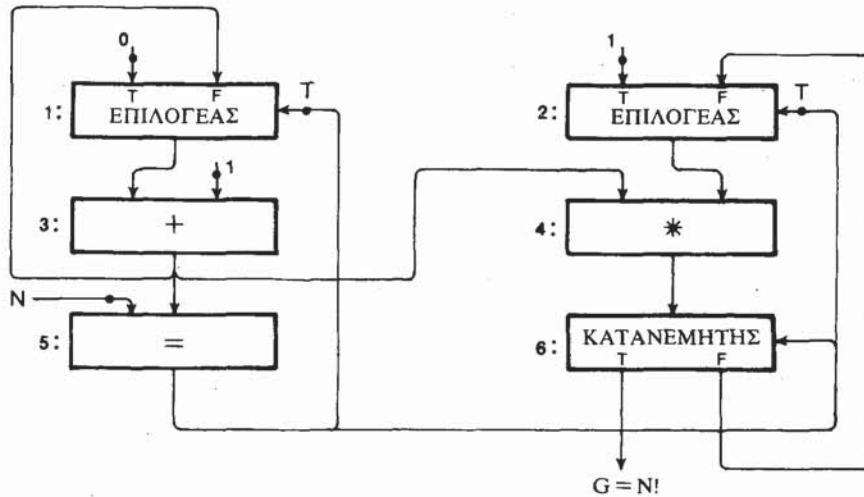 0
T F
1: ΕΠΙΛΟΓΕΑΣ
T
1
T F
2: ΕΠΙΛΟΓΕΑΣ
T
1
3: +
4: *
N
5: =
6: ΚΑΤΑΝΕΜΗΤΗΣ
T F
G = N!